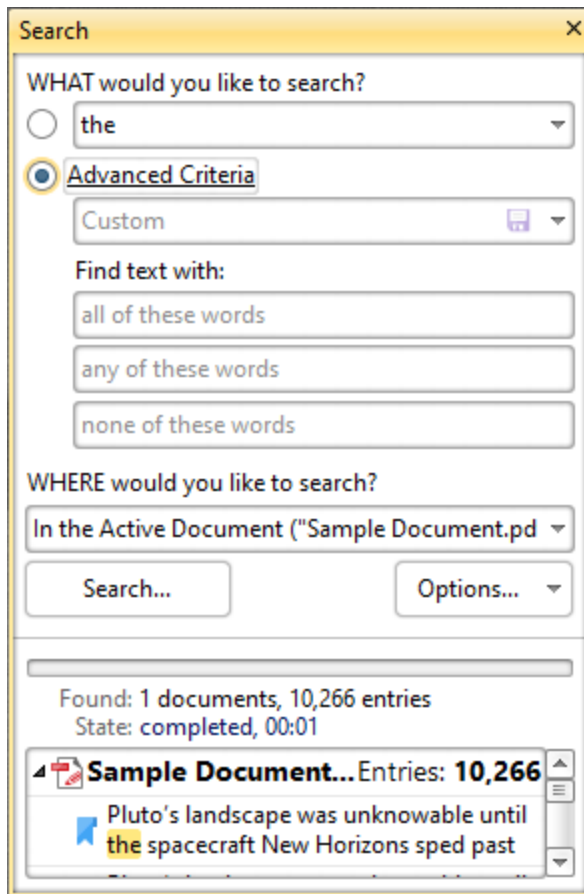 Search
WHAT would you like to search?
the
Advanced Criteria
Custom
Find text with:
all of these words
any of these words
none of these words
WHERE would you like to search?
In the Active Document ("Sample Document.pd
Search...
Options...
Found: 1 documents, 10,266 entries
State: completed, 00:01
Sample Document... Entries: 10,266
Pluto's landscape was unknowable until
the spacecraft New Horizons sped past